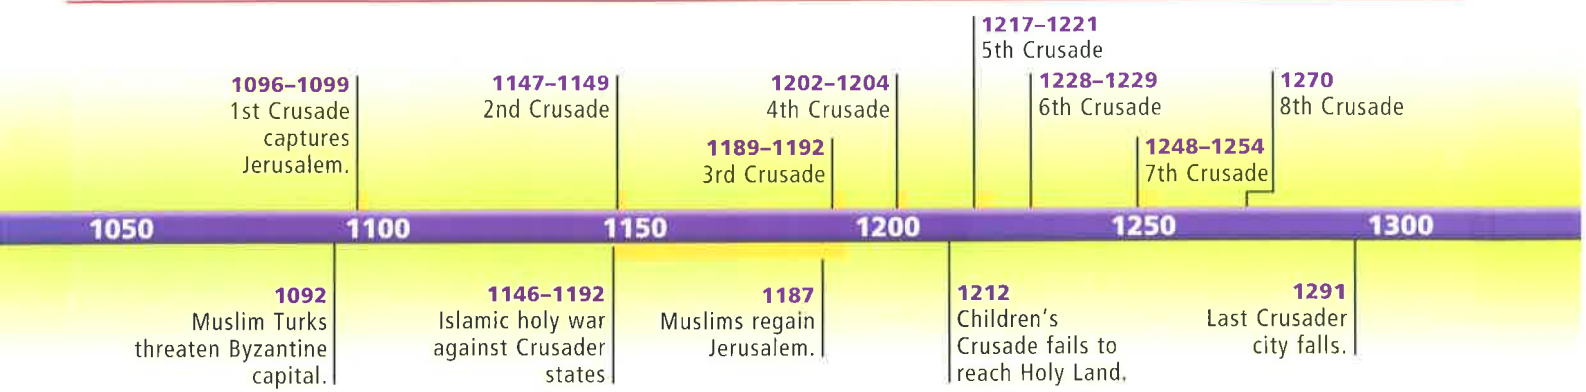 1096–1099
1st Crusade
captures
Jerusalem.
1147–1149
2nd Crusade
1189–1192
3rd Crusade
1202–1204
4th Crusade
1217–1221
5th Crusade
1228–1229
6th Crusade
1248–1254
7th Crusade
1270
8th Crusade
1050 1100 1150 1200 1250 1300
1092
Muslim Turks
threaten Byzantine
capital.
1146–1192
Islamic holy war
against Crusader
states
1187
Muslims regain
Jerusalem.
1212
Children's
Crusade fails to
reach Holy Land.
1291
Last Crusader
city falls.